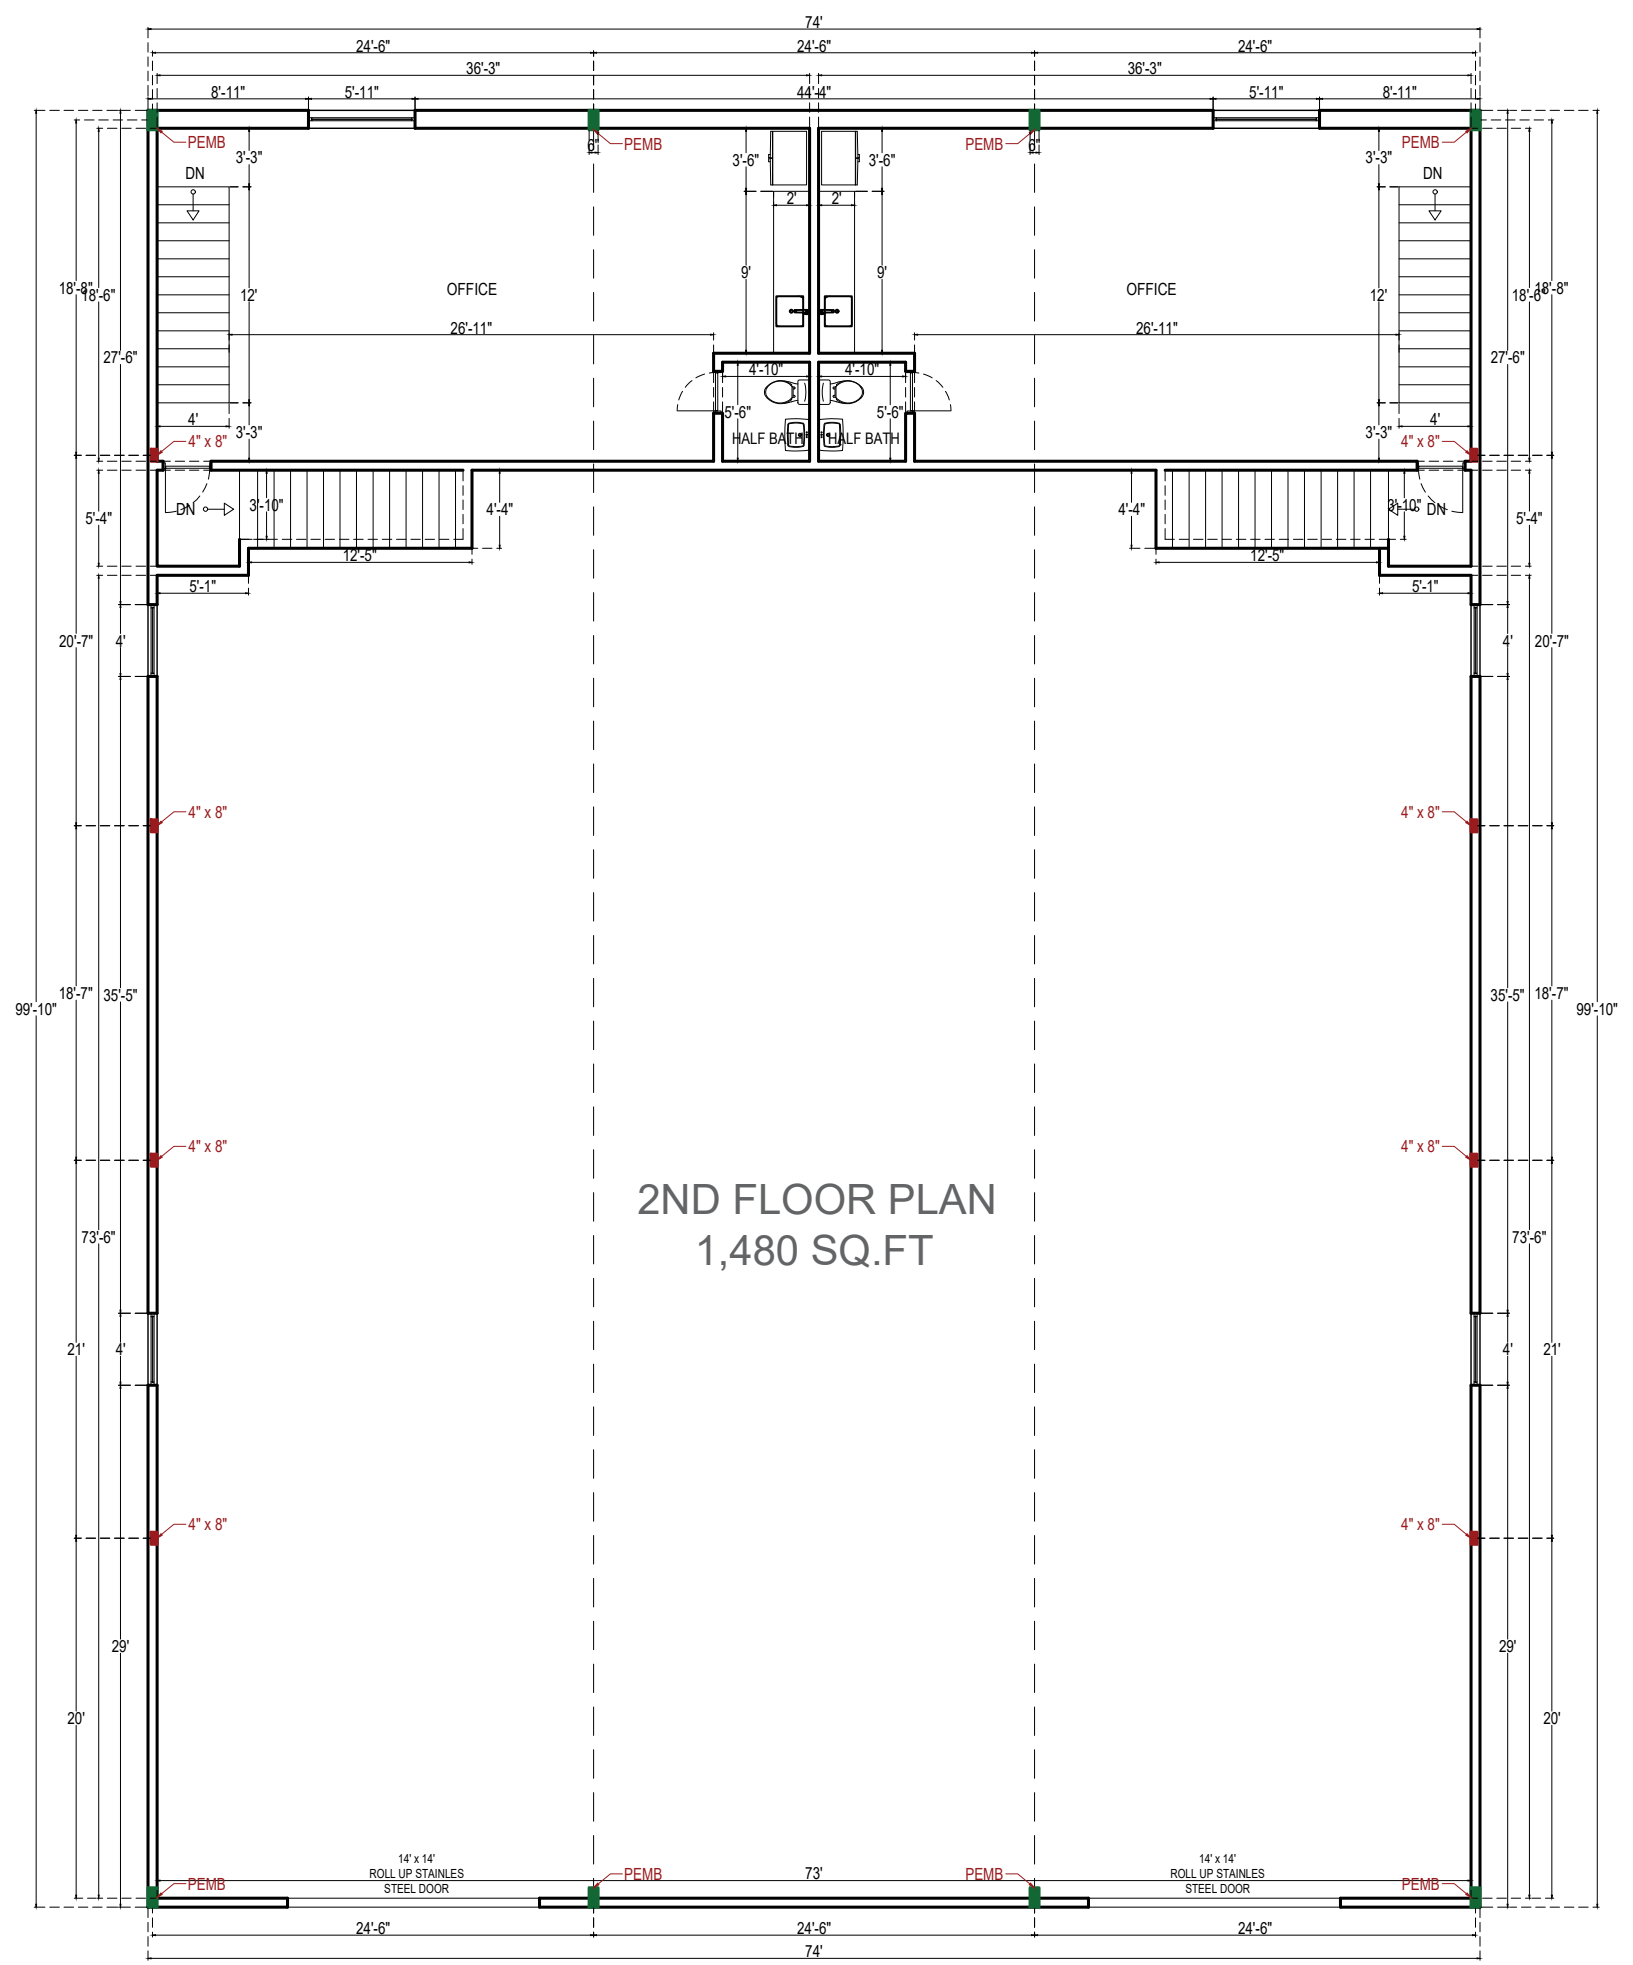 74'
24'-6" 24'-6" 24'-6"
36'-3" 36'-3"
8'-11" 5'-11" 44'-4" 5'-11" 8'-11"
PEMB 6" PEMB PEMB 6" PEMB
3'-3" 3'-6" 3'-6" 3'-3"
DN DN
2' 2'
9' 9'
18'-8" 18'-6" 12' OFFICE OFFICE 12' 18'-6" 18'-8"
26'-11" 26'-11"
27'-6" 27'-6"
4'-10" 4'-10"
4' 5'-6" 5'-6" 4'
3'-3" HALF BATH HALF BATH 3'-3"
4" x 8" 4" x 8"
5'-4" DN 3'-10" 4'-4" 4'-4" 3'-10" DN 5'-4"
12'-5" 12'-5"
5'-1" 5'-1"
20'-7" 4' 4' 20'-7"
4" x 8" 4" x 8"
18'-7" 35'-5" 35'-5" 18'-7"
99'-10" 99'-10"
4" x 8" 4" x 8"
2ND FLOOR PLAN
73'-6" 73'-6"
1,480 SQ.FT
21' 4' 4' 21'
4" x 8" 4" x 8"
29' 29'
20' 20'
14' x 14' 14' x 14'
ROLL UP STAINLES PEMB 73' PEMB ROLL UP STAINLES
PEMB STEEL DOOR STEEL DOOR PEMB
24'-6" 24'-6" 24'-6"
74'